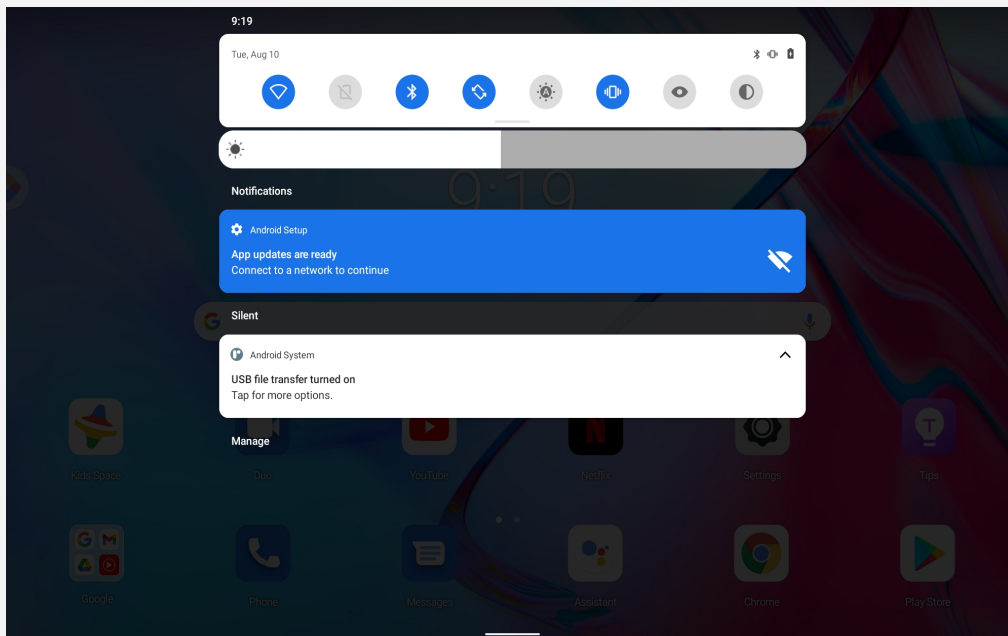 9:19
Tue, Aug 10
Notifications
9:19
Android Setup
App updates are ready
Connect to a network to continue
Silent
Android System
USB file transfer turned on
Tap for more options.
Manage
Kids Space
Duo
YouTube
Netflix
Settings
Tips
Google
Phone
Messages
Assistant
Chrome
Play Store